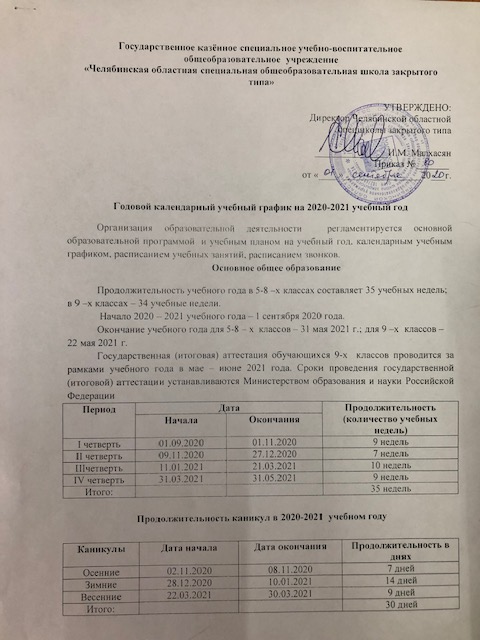 Государственное казённое специальное учебно-воспитательное
общеобразовательное учреждение
«Челябинская областная специальная общеобразовательная школа закрытого
типа»
УТВЕРЖДЕНО:
Директор Челябинской областной
спецшколы закрытого типа
И.М. Малхасян
Приказ № 80
от « сентября 2020г.
Годовой календарный учебный график на 2020-2021 учебный год
Организация образовательной деятельности регламентируется основной
образовательной программой и учебным планом на учебный год, календарным учебным
графиком, расписанием учебных занятий, расписанием звонков.
Основное общее образование
Продолжительность учебного года в 5-8 –х классах составляет 35 учебных недель;
в 9 –х классах – 34 учебные недели.
Начало 2020 – 2021 учебного года – 1 сентября 2020 года.
Окончание учебного года для 5-8 – х классов – 31 мая 2021 г.; для 9 –х классов –
22 мая 2021 г.
Государственная (итоговая) аттестация обучающихся 9-х классов проводится за
рамками учебного года в мае – июне 2021 года. Сроки проведения государственной
(итоговой) аттестации устанавливаются Министерством образования и науки Российской
Федерации
Период Дата Продолжительность
(количество учебных
недель)
Начала Окончания
I четверть 01.09.2020 01.11.2020 9 недель
II четверть 09.11.2020 27.12.2020 7 недель
IIIчетверть 11.01.2021 21.03.2021 10 недель
IV четверть 31.03.2021 31.05.2021 9 недель
Итого: 35 недель
Продолжительность каникул в 2020-2021 учебном году
Каникулы Дата начала Дата окончания Продолжительность в
днях
Осенние 02.11.2020 08.11.2020 7 дней
Зимние 28.12.2020 10.01.2021 14 дней
Весенние 22.03.2021 30.03.2021 9 дней
Итого: 30 дней